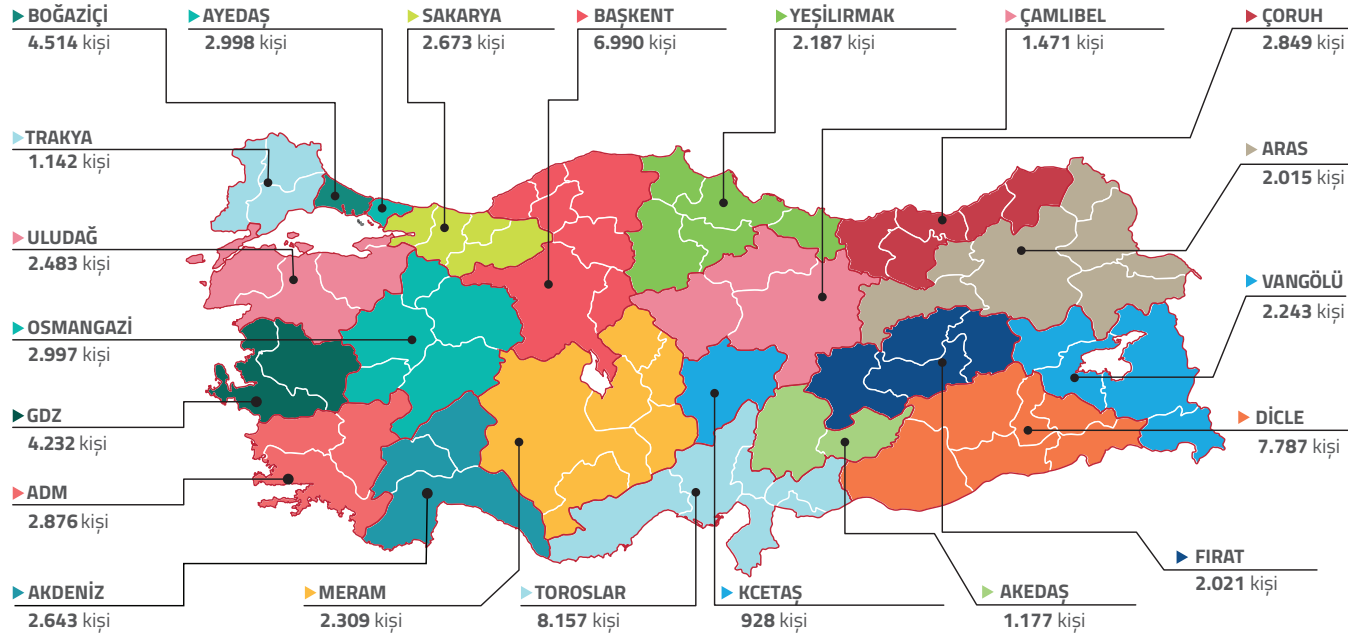 BOĞAZİÇİ
4.514 kişi
AYEDAŞ
2.998 kişi
SAKARYA
2.673 kişi
BAŞKENT
6.990 kişi
YEŞİLIRMAK
2.187 kişi
ÇAMLIBEL
1.471 kişi
ÇORUH
2.849 kişi
TRAKYA
1.142 kişi
ARAS
2.015 kişi
ULUDAĞ
2.483 kişi
VANGÖLÜ
2.243 kişi
OSMANGAZİ
2.997 kişi
GDZ
4.232 kişi
DİCLE
7.787 kişi
ADM
2.876 kişi
FIRAT
2.021 kişi
AKDENİZ
2.643 kişi
MERAM
2.309 kişi
TOROSLAR
8.157 kişi
KCETAŞ
928 kişi
AKEDAŞ
1.177 kişi